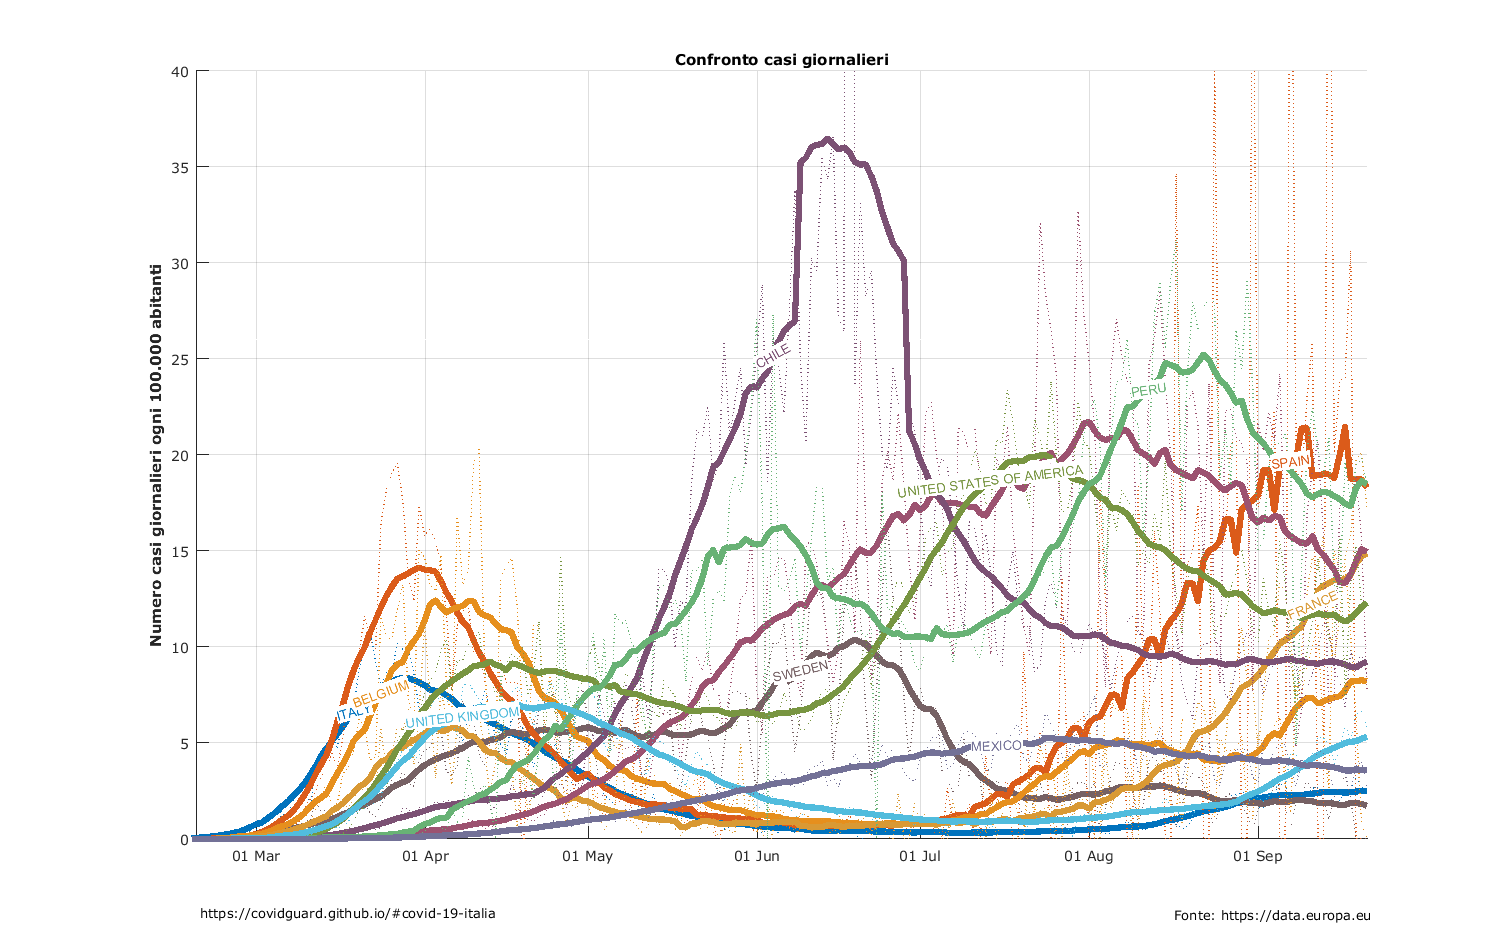 Confronto casi giornalieri
Numero casi giornalieri ogni 100.000 abitanti
40
35
30
25
20
15
10
5
0
CHILE
PERU
SPAIN
UNITED STATES OF AMERICA
FRANCE
SWEDEN
BELGIUM
ITALY
UNITED KINGDOM
MEXICO
01 Mar
01 Apr
01 May
01 Jun
01 Jul
01 Aug
01 Sep
https://covidguard.github.io/#covid-19-italia
Fonte: https://data.europa.eu